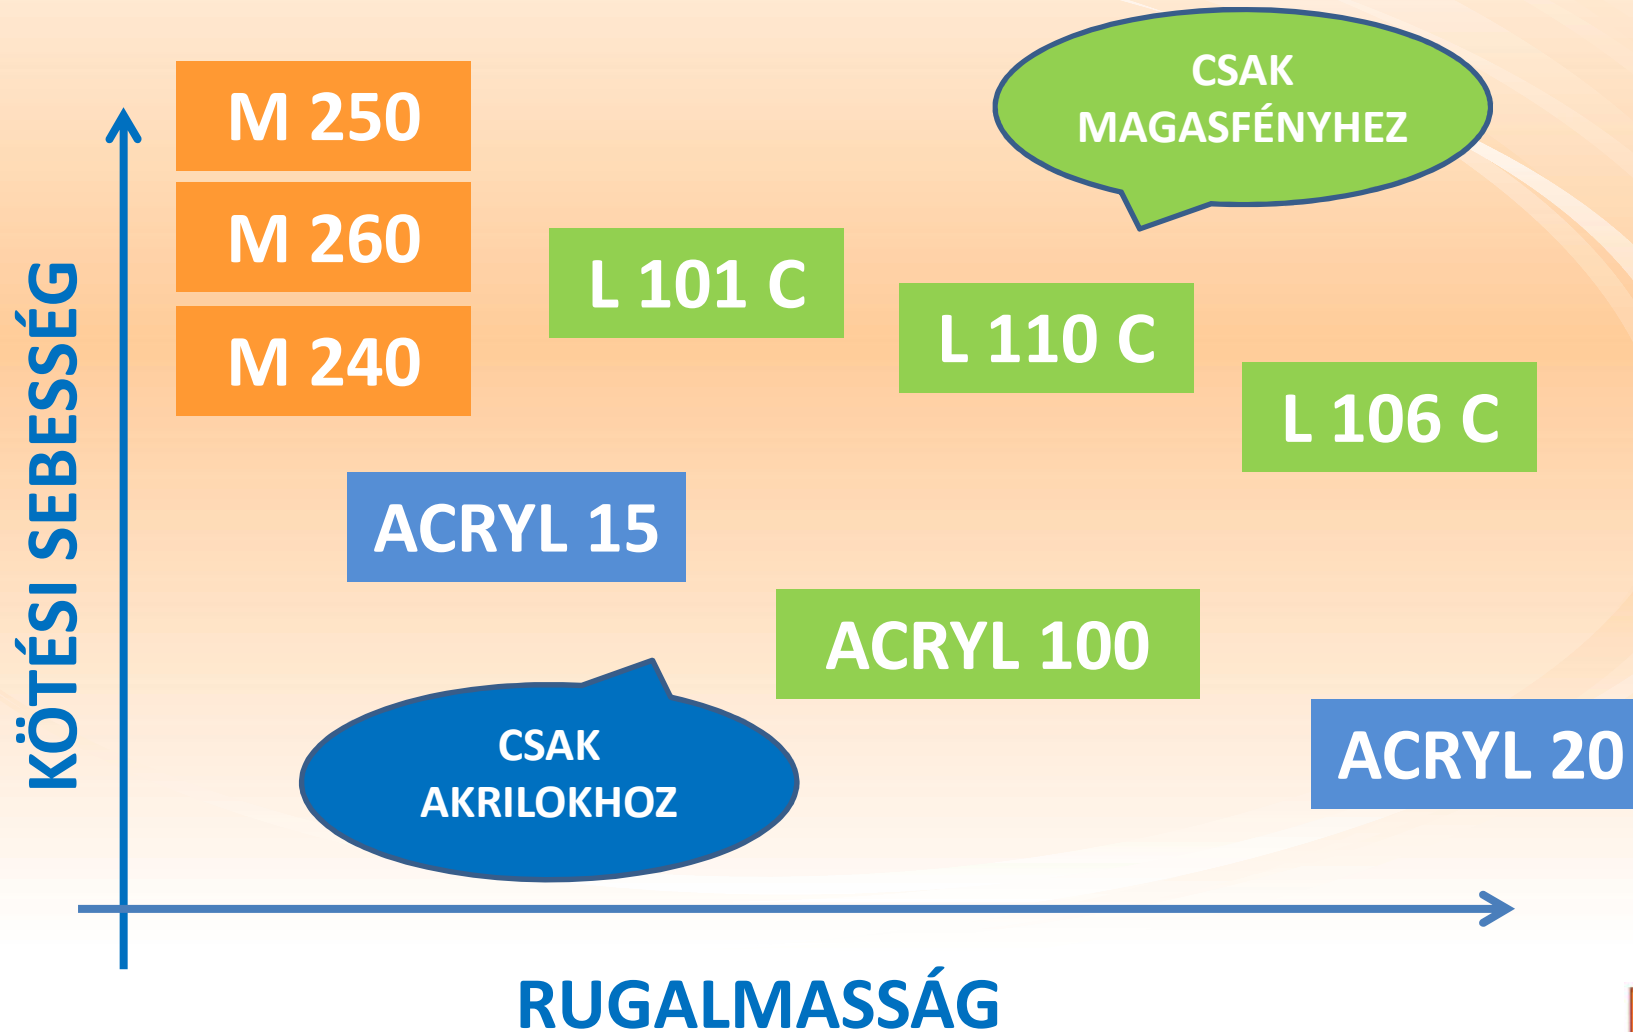 CSAK
MAGASFÉNYHEZ
M 250
M 260
L 101 C
L 110 C
M 240
L 106 C
KÖTÉSI SEBESSÉG
ACRYL 15
ACRYL 100
CSAK
AKRILOKHOZ
ACRYL 20
RUGALMASSÁG